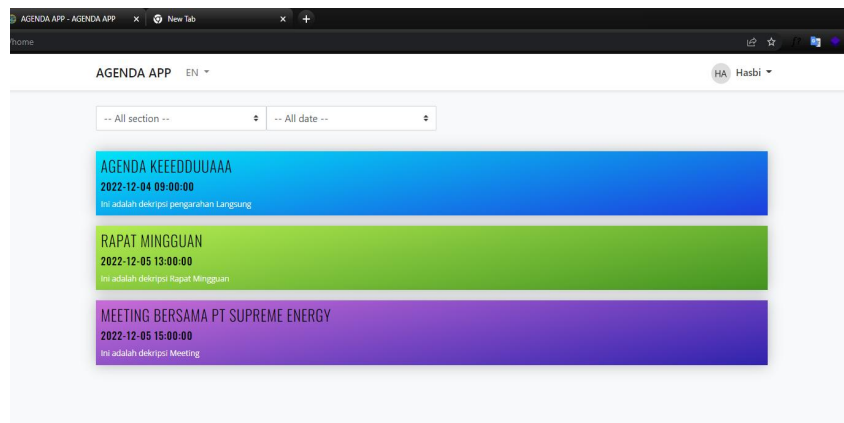 AGENDA APP - AGENDA APP
New Tab
/home
AGENDA APP EN
HA Hasbi
-- All section -- -- All date --
AGENDA KEEEDDUUAAA
2022-12-04 09:00:00
Ini adalah dekripsi pengarahan Langsung
RAPAT MINGGUAN
2022-12-05 13:00:00
Ini adalah dekripsi Rapat Mingguan
MEETING BERSAMA PT SUPREME ENERGY
2022-12-05 15:00:00
Ini adalah dekripsi Meeting